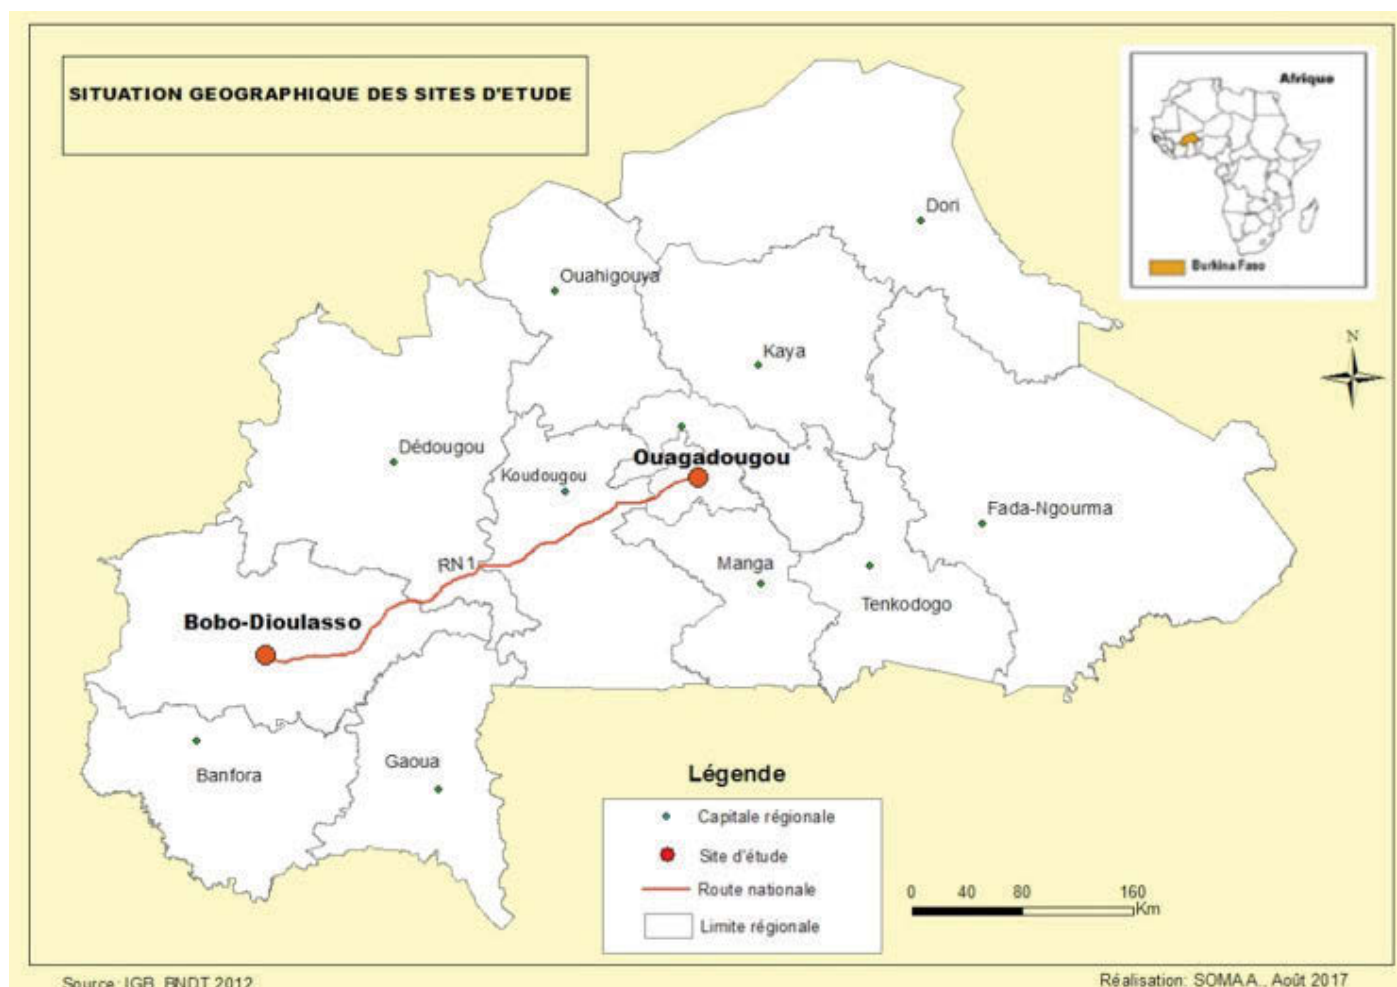 SITUATION GEOGRAPHIQUE DES SITES D'ETUDE
Afrique
Burkina Faso
N
Dori
Ouahigouya
Kaya
Dédougou
Koudougou
Ouagadougou
Fada-Ngourma
RN1
Manga
Tenkodogo
Bobo-Dioulasso
Banfora
Gaoua
Légende
Capitale régionale
Site d'étude
Route nationale
Limite régionale
0 40 80 160
Km
Source: IGB, BNDT 2012
Réalisation: SOMA A., Août 2017